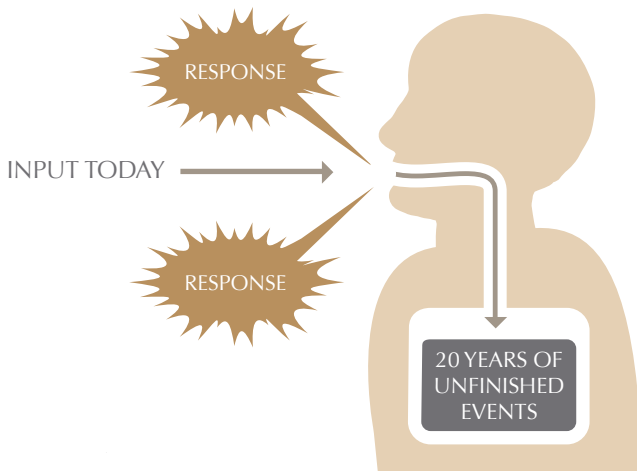 RESPONSE
INPUT TODAY
RESPONSE
20 YEARS OF
UNFINISHED
EVENTS